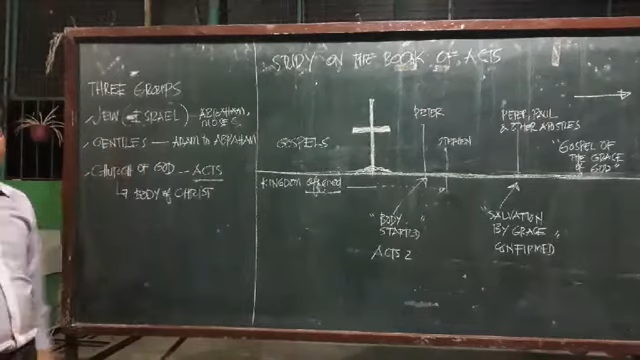 STUDY ON THE BOOK OF ACTS
THREE GROUPS
JEW (ISRAEL) - ABRAHAM,
MOSES
GENTILES - ADAM to ABRAHAM
CHURCH OF GOD - ACTS
BODY OF CHRIST
GOSPELS
KINGDOM offered
PETER
STEPHEN
PETER, PAUL
& OTHER APOSTLES
"GOSPEL OF
THE GRACE
of GOD"
"BODY
STARTED
ACTS 2
"SALVATION
BY GRACE"
CONFIRMED